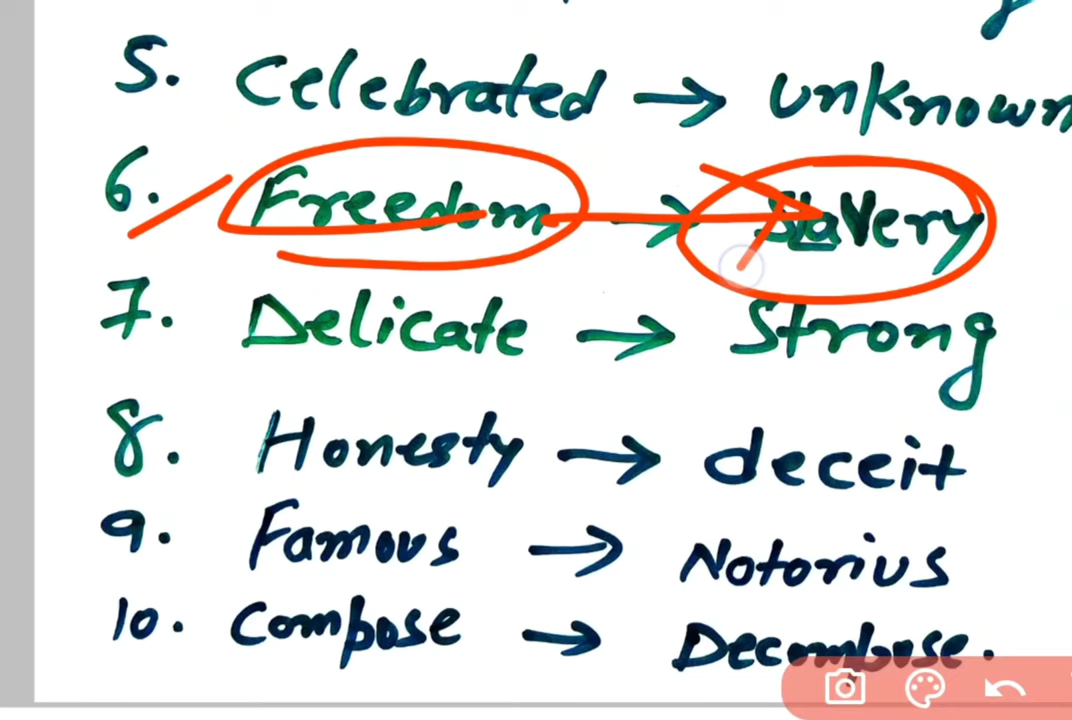 5. Celebrated → Unknown
6. Freedom → Slavery
7. Delicate → Strong
8. Honesty → deceit
9. Famous → Notorius
10. Compose → Decompose.